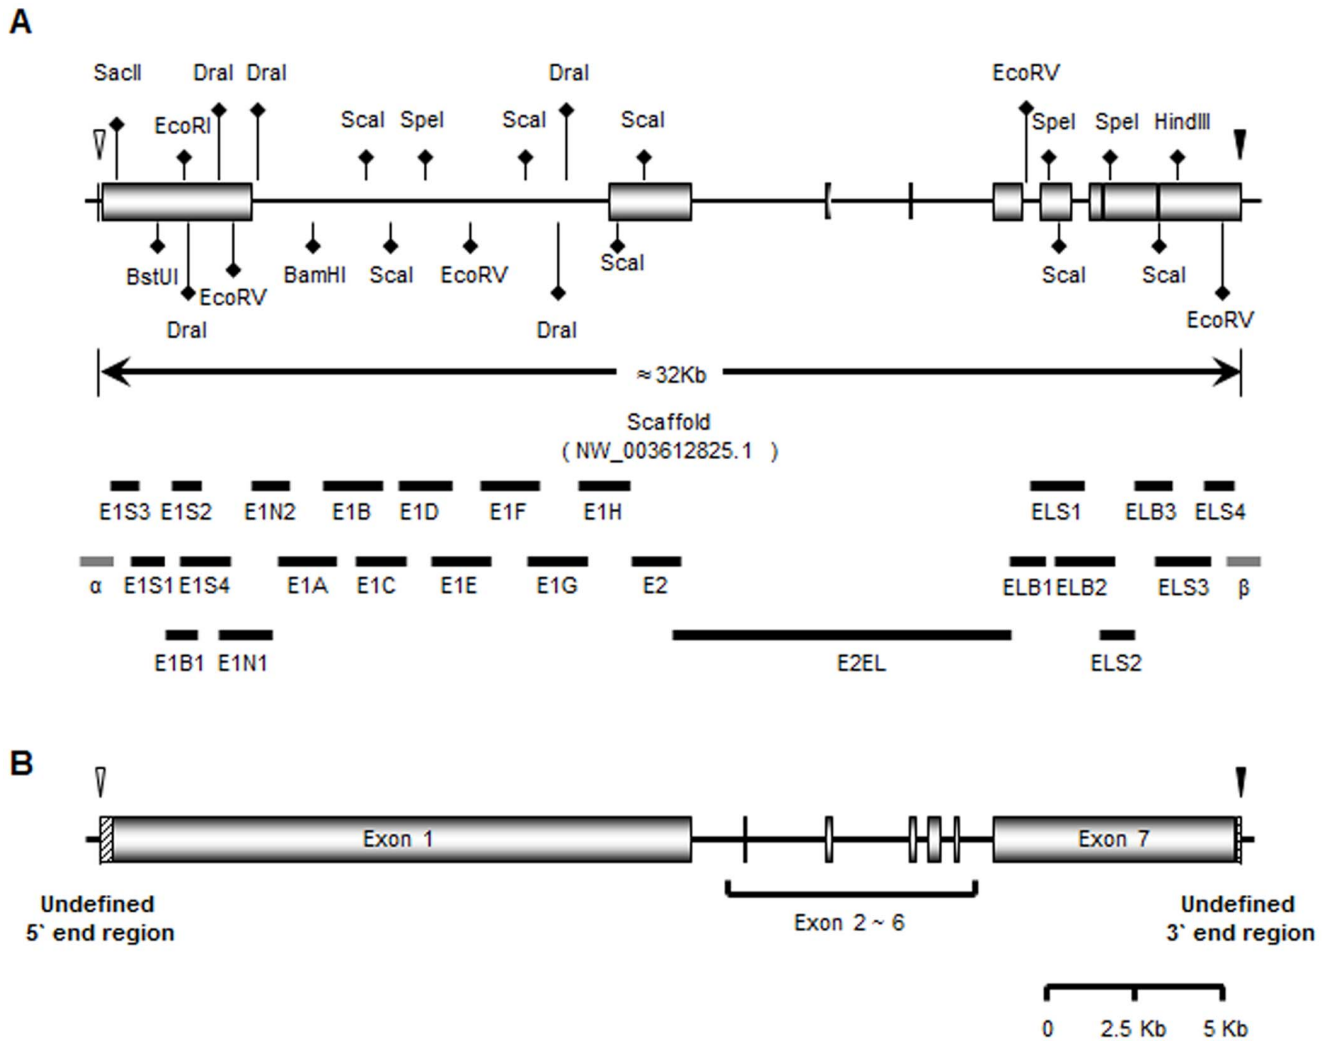 A
SacII DraI DraI DraI EcoRV
EcoRI ScaI SpeI ScaI ScaI SpeI SpeI HindIII
BstUI EcoRV BamHI ScaI EcoRV ScaI ScaI ScaI
DraI DraI EcoRV
≈32Kb
Scaffold
( NW_003612825.1 )
E1S3 E1S2 E1N2 E1B E1D E1F E1H ELS1 ELB3 ELS4
α E1S1 E1S4 E1A E1C E1E E1G E2 ELB1 ELB2 ELS3 β
E1B1 E1N1 E2EL ELS2
B
Exon 1 Exon 7
Undefined
5` end region
Exon 2 ~ 6
Undefined
3` end region
0 2.5 Kb 5 Kb